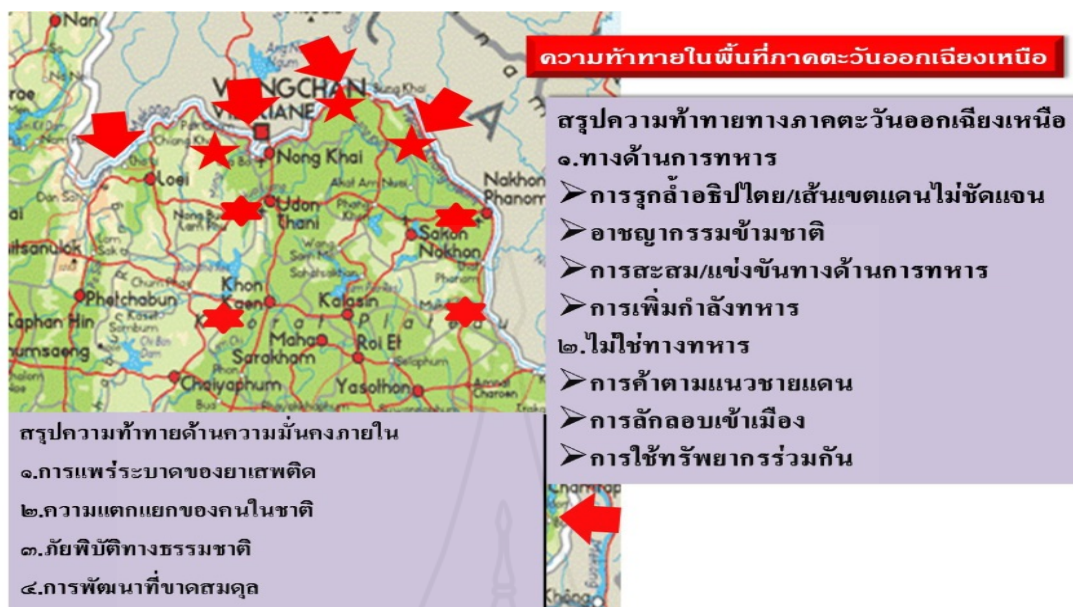 Nan
roe
ความท้าทายในพื้นที่ภาคตะวันออกเฉียงเหนือ
สรุปความท้าทายทางภาคตะวันออกเฉียงเหนือ
๑.ทางด้านการทหาร
➢การรุกล้ำอธิปไตย/เส้นเขตแดนไม่ชัดแจน
➢อาชญากรรมข้ามชาติ
➢การสะสม/แข่งขันทางด้านการทหาร
➢การเพิ่มกำลังทหาร
๒.ไม่ใช่ทางทหาร
➢การค้าตามแนวชายแดน
➢การลักลอบเข้าเมือง
➢การใช้ทรัพยากรร่วมกัน
Sung Khai
Nong Khai
Loei
Nakhon
Phanom
Udon
Thani
Sakon
Nokhon
itsanulok
Phetchabun
Khon
Kaen
Kalasin
aphan Hin
Maha
Sarakham
Roi Et
Selaphum
umsaeng
Chaiyaphum
Yasothon
Amnat
Charoen
Bua
สรุปความท้าทายด้านความมั่นคงภายใน
๑.การแพร่ระบาดของยาเสพติด
๒.ความแตกแยกของคนในชาติ
๓.ภัยพิบัติทางธรรมชาติ
๔.การพัฒนาที่ขาดสมดุล
Mekong
Không